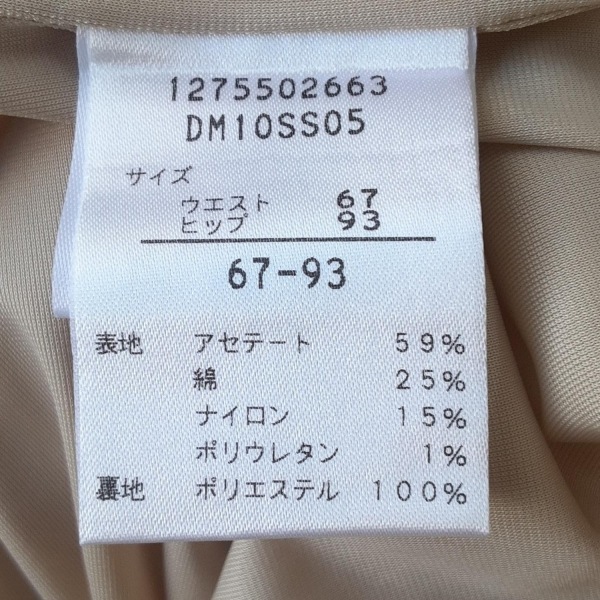 1275502663
DM10SS05
サイズ
ウエスト 67
ヒップ 93
67-93
表地 アセテート 59%
綿 25%
ナイロン 15%
ポリウレタン 1%
裏地 ポリエステル 100%